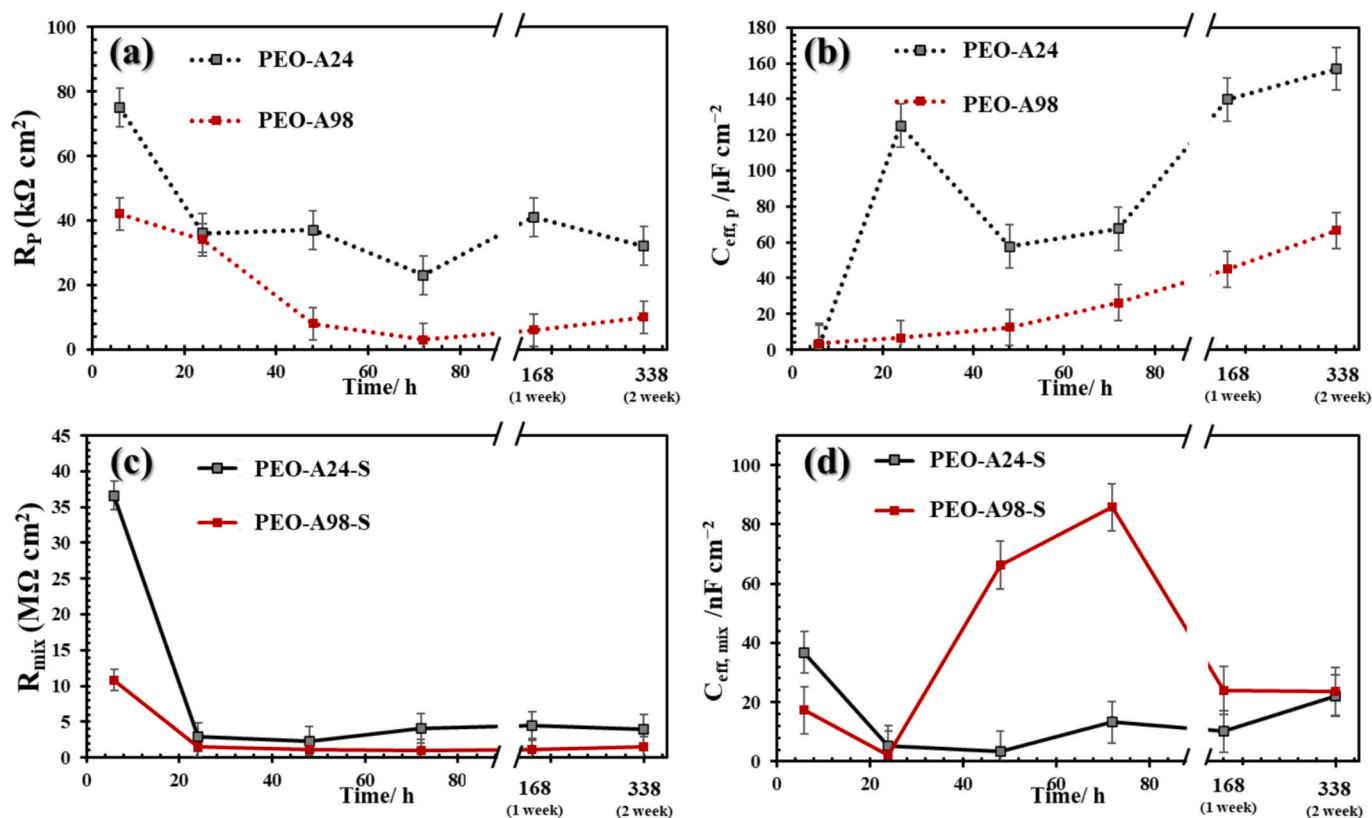 (a)
PEO-A24
PEO-A98
R_P (kΩ cm²)
100
80
60
40
20
0
0 20 40 60 80 168 338
Time/ h
(1 week) (2 week)
(b)
PEO-A24
PEO-A98
C_eff, p /μF cm⁻²
180
160
140
120
100
80
60
40
20
0
0 20 40 60 80 168 338
Time/ h
(1 week) (2 week)
(c)
PEO-A24-S
PEO-A98-S
R_mix (MΩ cm²)
45
40
35
30
25
20
15
10
5
0
0 20 40 60 80 168 338
Time/ h
(1 week) (2 week)
(d)
PEO-A24-S
PEO-A98-S
C_eff, mix /nF cm⁻²
100
80
60
40
20
0
0 20 40 60 80 168 338
Time/ h
(1 week) (2 week)